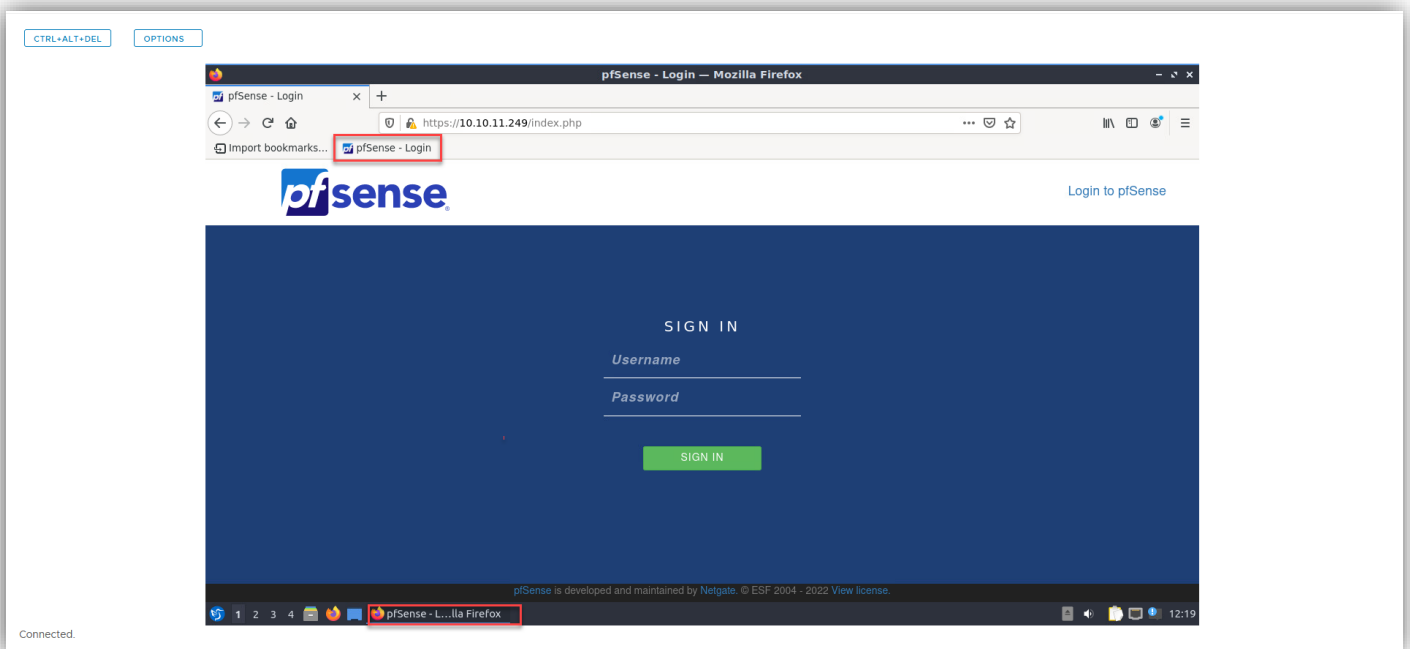 CTRL+ALT+DEL OPTIONS
pfSense - Login — Mozilla Firefox
pfSense - Login
https://10.10.11.249/index.php
Import bookmarks... pfSense - Login
pfsense Login to pfSense
SIGN IN
Username
Password
SIGN IN
pfSense is developed and maintained by Netgate. © ESF 2004 - 2022 View license.
1 2 3 4 pfSense - L...lla Firefox 12:19
Connected.